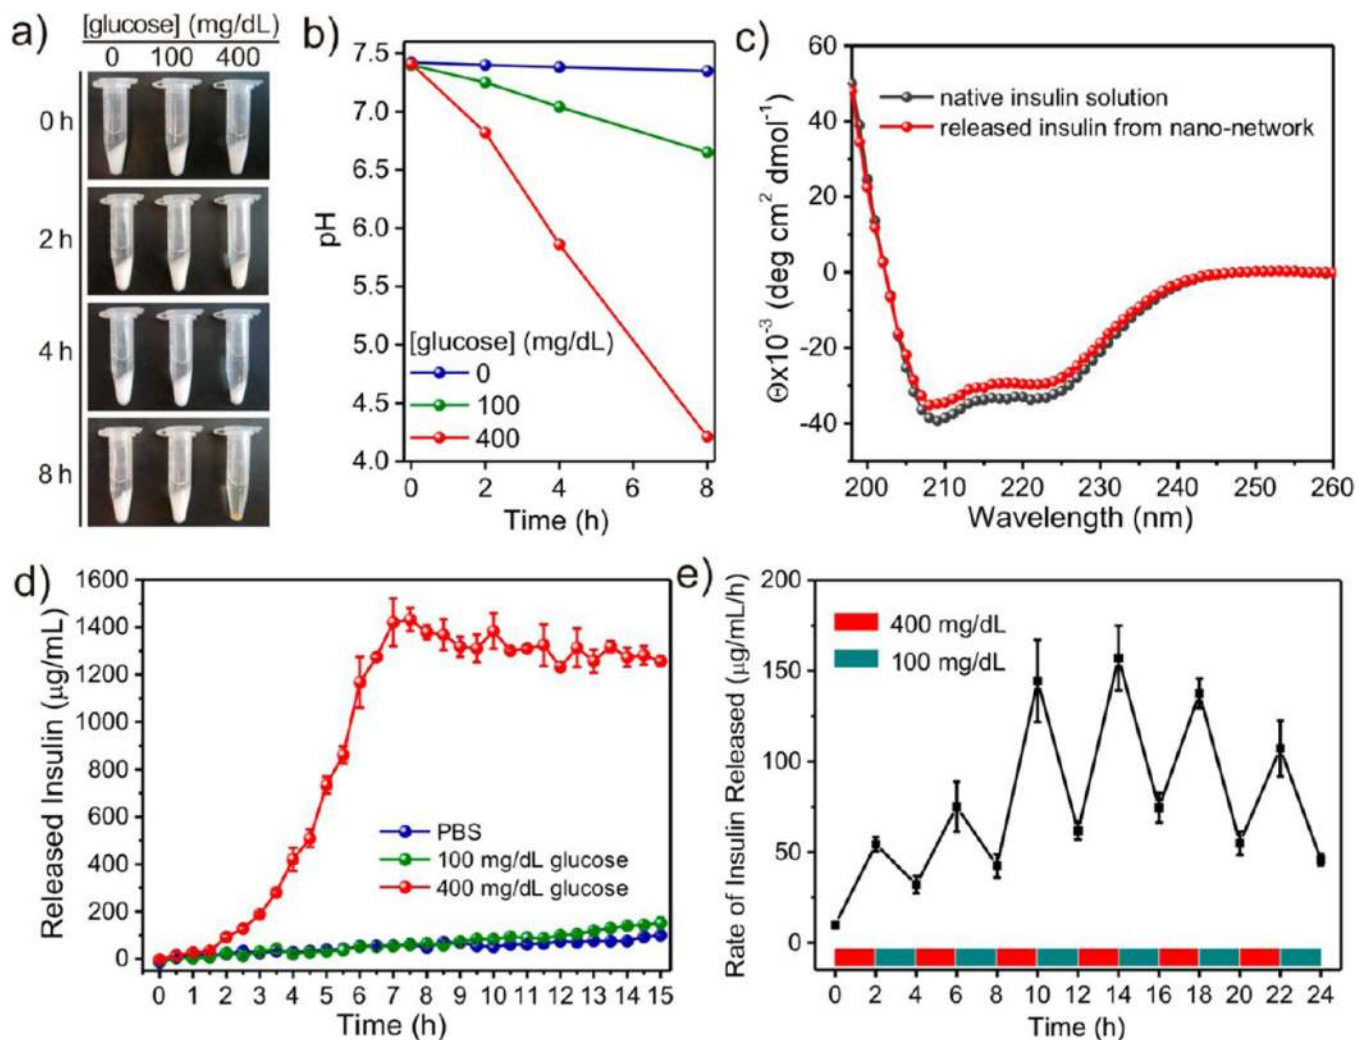 a)
[glucose] (mg/dL)
0 100 400
0 h
2 h
4 h
8 h
b)
7.5
7.0
6.5
6.0
5.5
5.0
4.5
4.0
pH
[glucose] (mg/dL)
0
100
400
0 2 4 6 8
Time (h)
c)
60
40
20
0
-20
-40
Θx10⁻³ (deg cm² dmol⁻¹)
native insulin solution
released insulin from nano-network
200 210 220 230 240 250 260
Wavelength (nm)
d)
1600
1400
1200
1000
800
600
400
200
0
Released Insulin (µg/mL)
PBS
100 mg/dL glucose
400 mg/dL glucose
0 1 2 3 4 5 6 7 8 9 10 11 12 13 14 15
Time (h)
e)
200
150
100
50
0
Rate of Insulin Released (µg/mL/h)
400 mg/dL
100 mg/dL
0 2 4 6 8 10 12 14 16 18 20 22 24
Time (h)